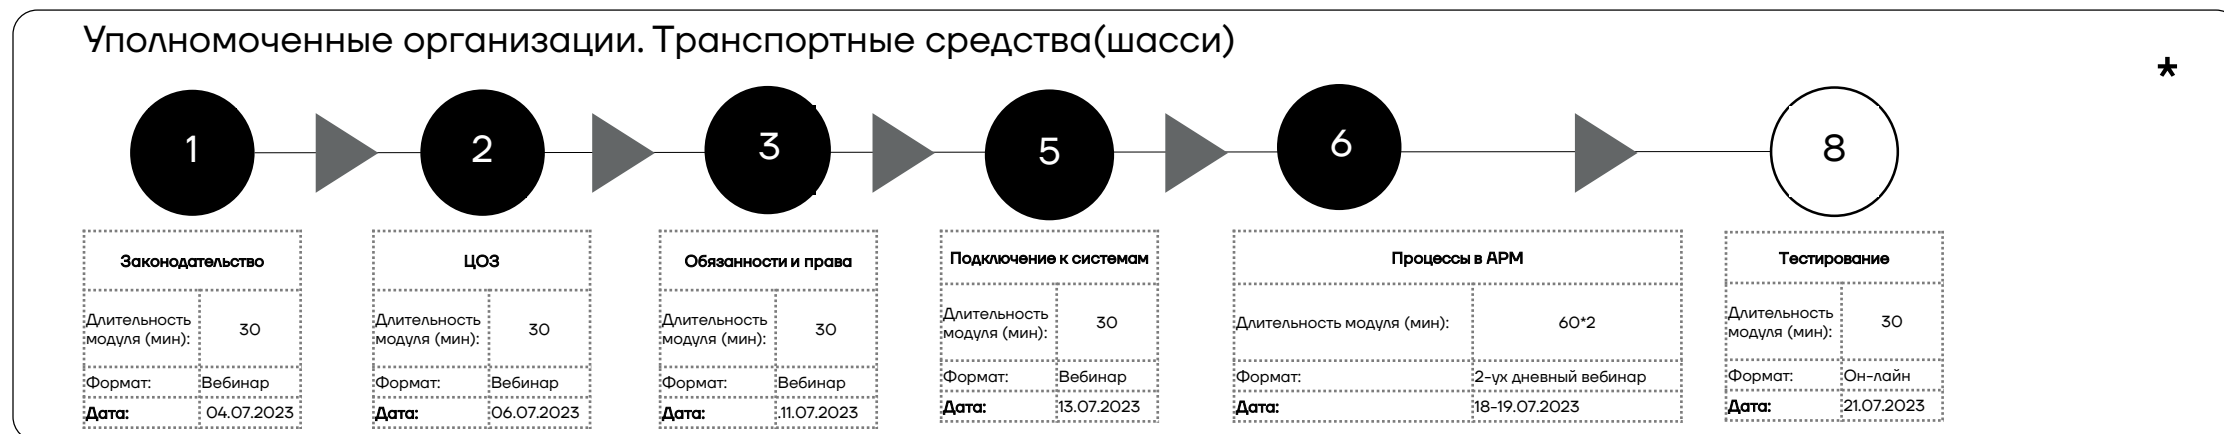 Уполномоченные организации. Транспортные средства(шасси)
*
1
2
3
5
6
8
Законодательство
Длительность
модуля (мин):
30
Формат:
Вебинар
Дата:
04.07.2023
ЦОЗ
Длительность
модуля (мин):
30
Формат:
Вебинар
Дата:
06.07.2023
Обязанности и права
Длительность
модуля (мин):
30
Формат:
Вебинар
Дата:
.11.07.2023
Подключение к системам
Длительность
модуля (мин):
30
Формат:
Вебинар
Дата:
13.07.2023
Процессы в АРМ
Длительность модуля (мин):
60*2
Формат:
2-ух дневный вебинар
Дата:
18-19.07.2023
Тестирование
Длительность
модуля (мин):
30
Формат:
Он-лайн
Дата:
21.07.2023